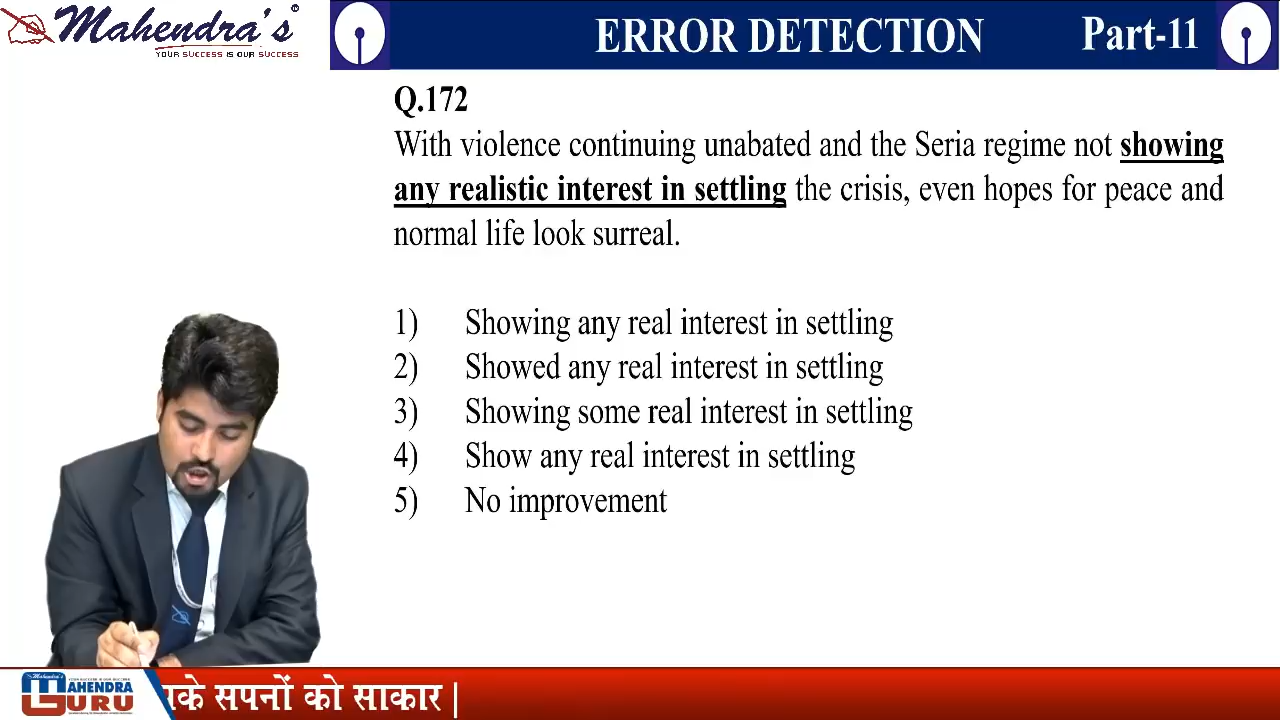 Mahendra's
YOUR SUCCESS IS OUR SUCCESS
ERROR DETECTION
Part-11
Q.172
With violence continuing unabated and the Seria regime not showing
any realistic interest in settling the crisis, even hopes for peace and
normal life look surreal.
1) Showing any real interest in settling
2) Showed any real interest in settling
3) Showing some real interest in settling
4) Show any real interest in settling
5) No improvement
Mahendra's
MAHENDRA
GURU
सपनों को साकार |